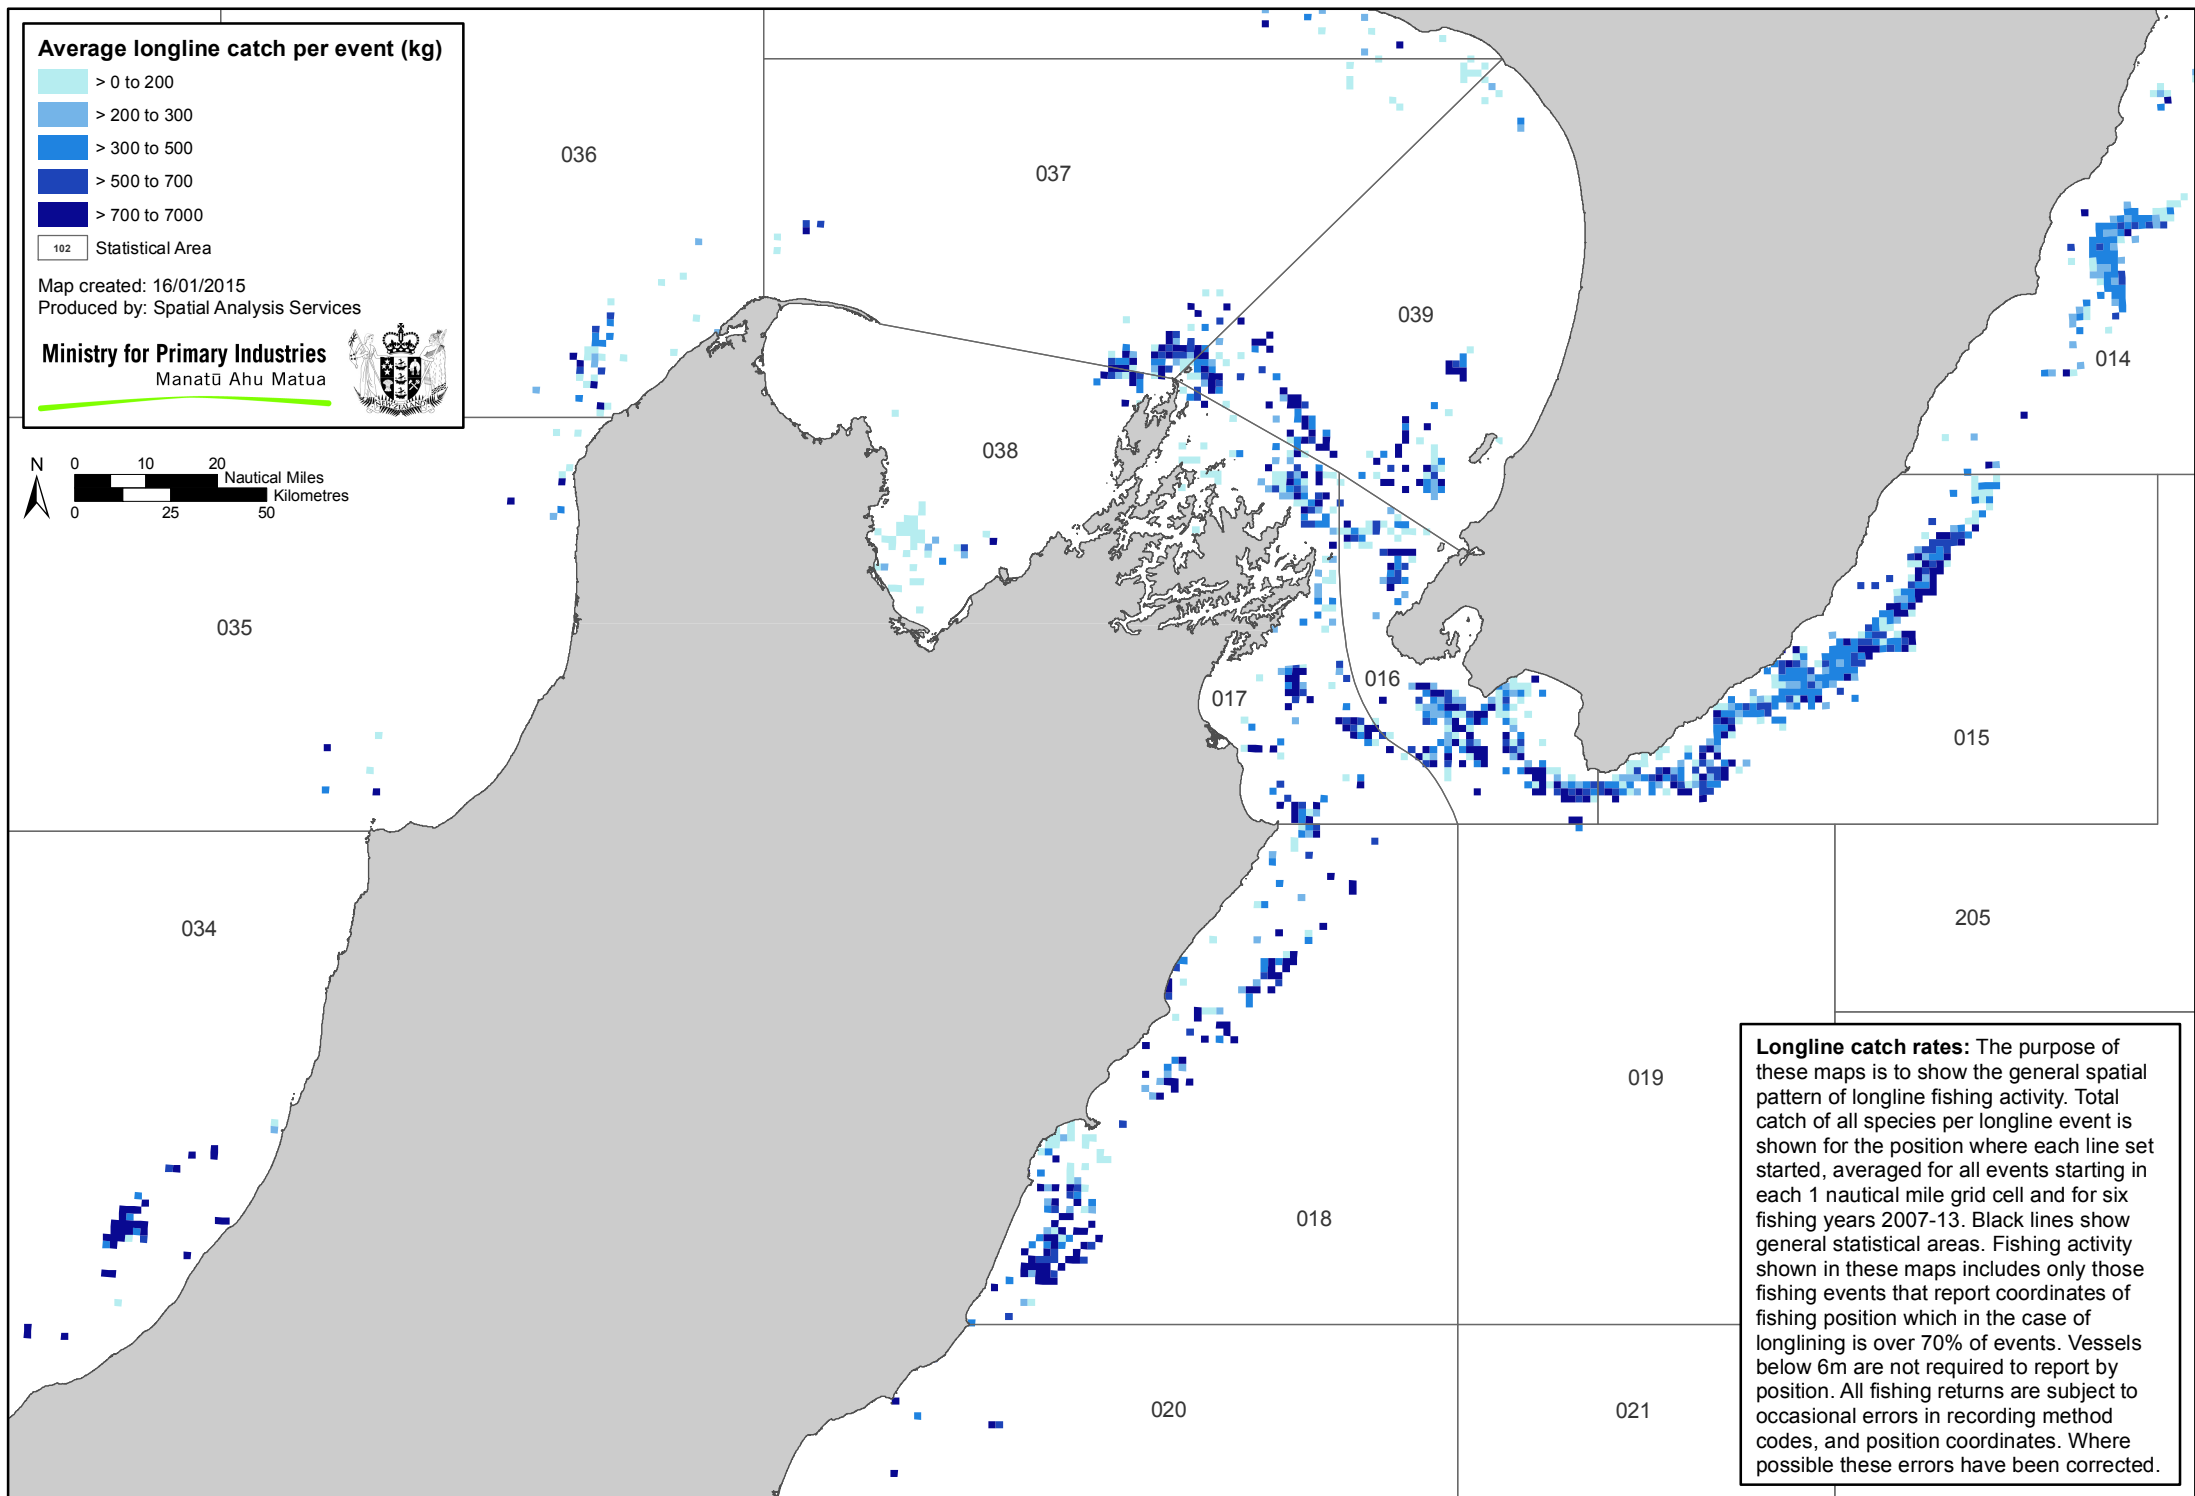 Average longline catch per event (kg)
> 0 to 200
> 200 to 300
> 300 to 500
> 500 to 700
> 700 to 7000
102 Statistical Area
Map created: 16/01/2015
Produced by: Spatial Analysis Services
Ministry for Primary Industries
Manatū Ahu Matua
NEW ZEALAND
N
0 10 20
Nautical Miles
Kilometres
0 25 50
036
037
039
014
038
035
017
016
015
034
205
019
018
020
021
Longline catch rates: The purpose of
these maps is to show the general spatial
pattern of longline fishing activity. Total
catch of all species per longline event is
shown for the position where each line set
started, averaged for all events starting in
each 1 nautical mile grid cell and for six
fishing years 2007-13. Black lines show
general statistical areas. Fishing activity
shown in these maps includes only those
fishing events that report coordinates of
fishing position which in the case of
longlining is over 70% of events. Vessels
below 6m are not required to report by
position. All fishing returns are subject to
occasional errors in recording method
codes, and position coordinates. Where
possible these errors have been corrected.